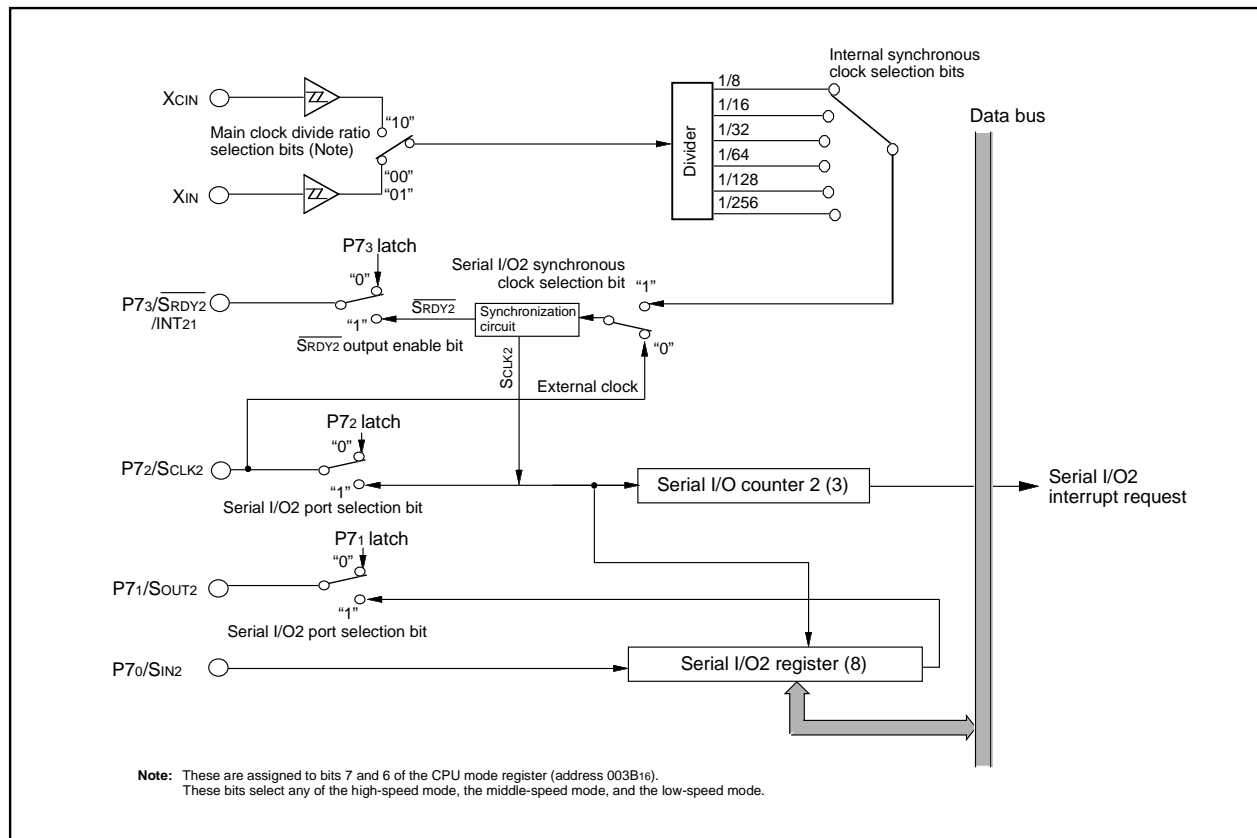 Internal synchronous
clock selection bits
XCIN
"10"
Main clock divide ratio
selection bits (Note)
"00"
"01"
XIN
Divider
1/8
1/16
1/32
1/64
1/128
1/256
Data bus
P73 latch
"0"
P73/SRDY2
/INT21
"1"
SRDY2
SRDY2 output enable bit
Serial I/O2 synchronous
clock selection bit
Synchronization
circuit
"1"
"0"
SCLK2
External clock
P72 latch
"0"
P72/SCLK2
"1"
Serial I/O2 port selection bit
Serial I/O counter 2 (3)
Serial I/O2
interrupt request
P71 latch
"0"
P71/SOUT2
"1"
Serial I/O2 port selection bit
P70/SIN2
Serial I/O2 register (8)
Note: These are assigned to bits 7 and 6 of the CPU mode register (address 003B16).
These bits select any of the high-speed mode, the middle-speed mode, and the low-speed mode.